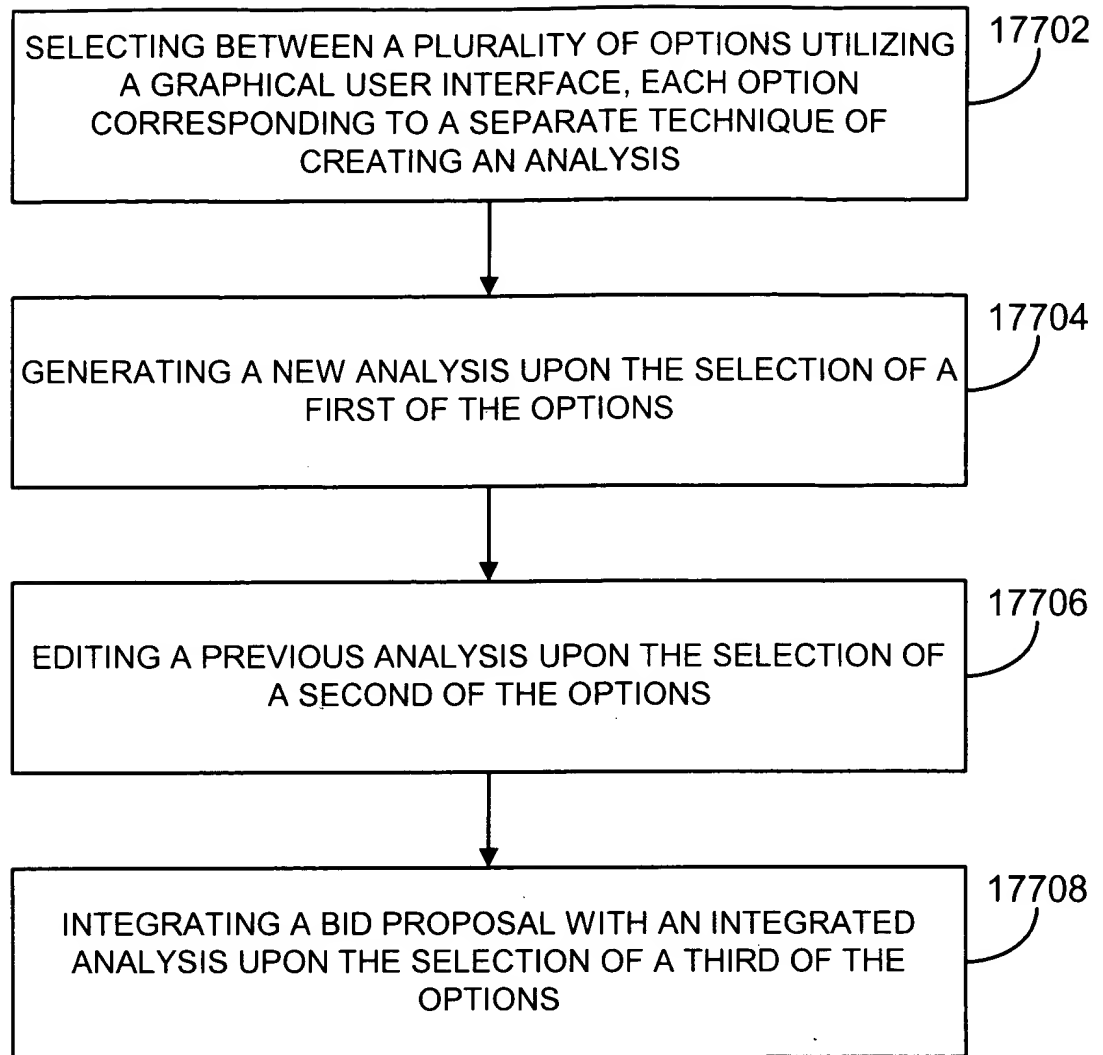 SELECTING BETWEEN A PLURALITY OF OPTIONS UTILIZING
A GRAPHICAL USER INTERFACE, EACH OPTION
CORRESPONDING TO A SEPARATE TECHNIQUE OF
CREATING AN ANALYSIS
17702
GENERATING A NEW ANALYSIS UPON THE SELECTION OF A
FIRST OF THE OPTIONS
17704
EDITING A PREVIOUS ANALYSIS UPON THE SELECTION OF
A SECOND OF THE OPTIONS
17706
INTEGRATING A BID PROPOSAL WITH AN INTEGRATED
ANALYSIS UPON THE SELECTION OF A THIRD OF THE
OPTIONS
17708